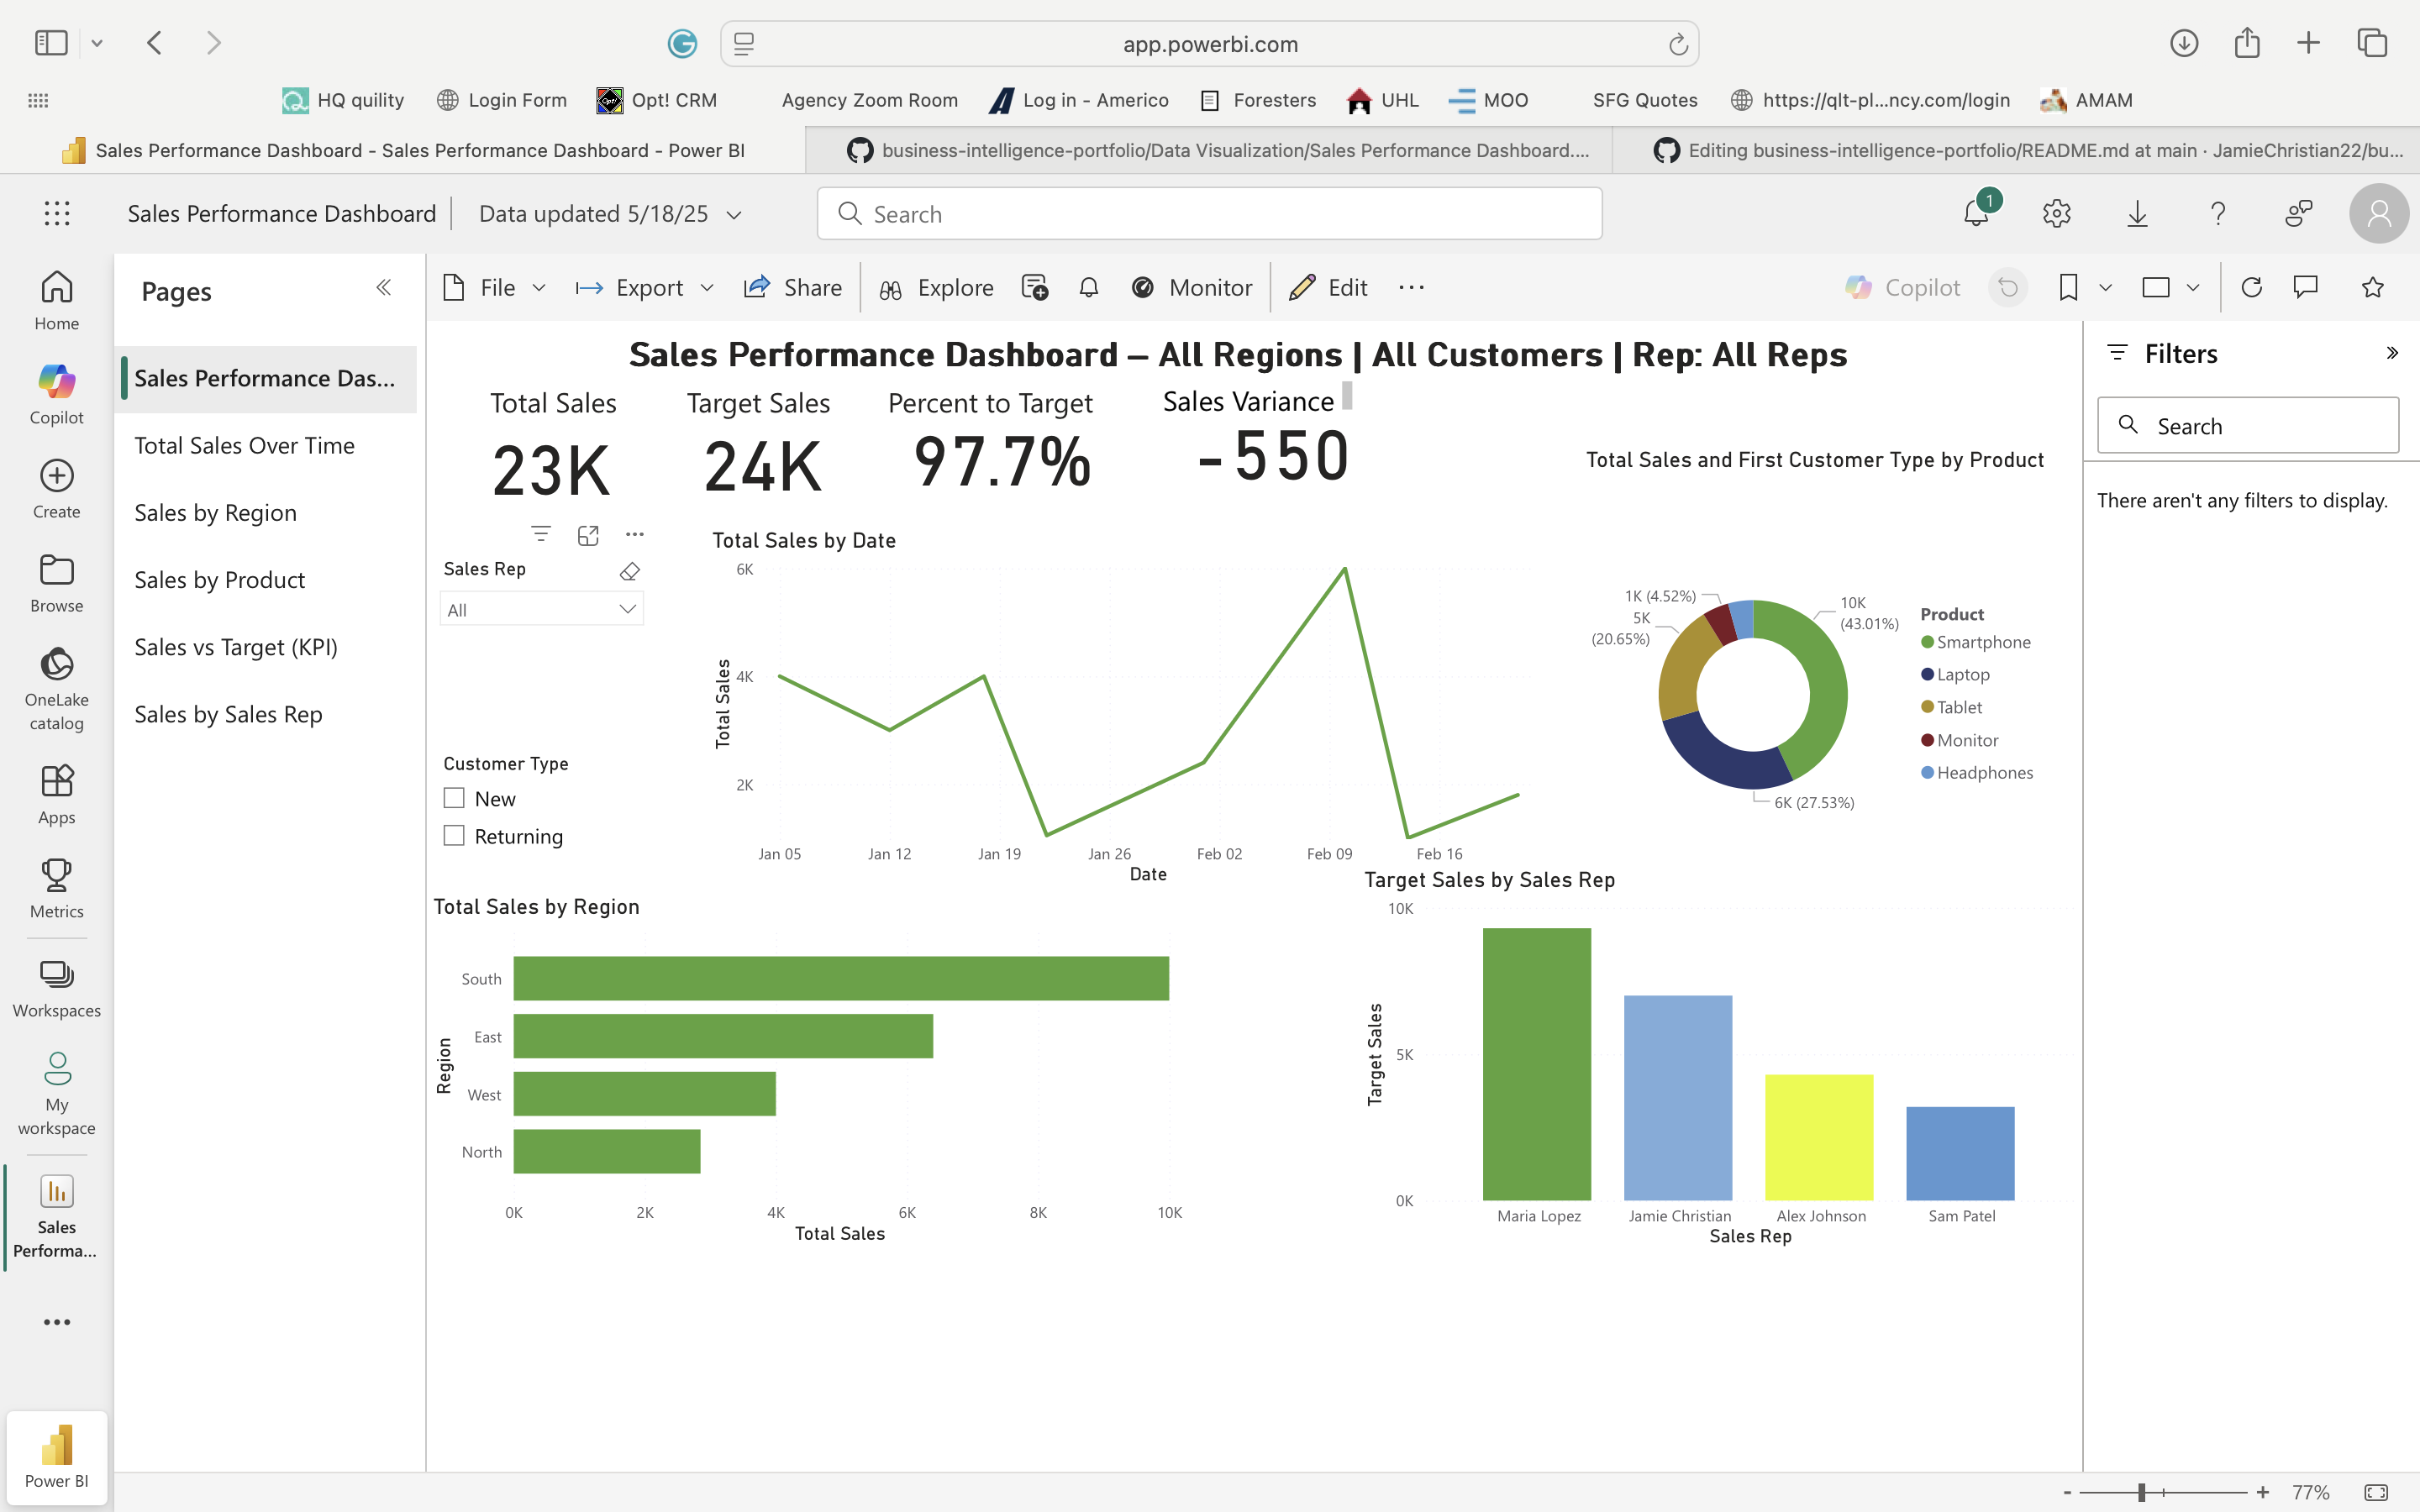 app.powerbi.com
HQ quility
Login Form
Opt! CRM
Agency Zoom Room
Log in - Americo
Foresters
UHL
MOO
SFG Quotes
https://qlt-pl...ncy.com/login
AMAM
Sales Performance Dashboard - Sales Performance Dashboard - Power BI
business-intelligence-portfolio/Data Visualization/Sales Performance Dashboard....
Editing business-intelligence-portfolio/README.md at main · JamieChristian22/bu...
Sales Performance Dashboard
Data updated 5/18/25
Search
1
Home
Copilot
Create
Browse
OneLake
catalog
Apps
Metrics
Workspaces
My
workspace
Sales
Performa...
Power BI
Pages
Sales Performance Das...
Total Sales Over Time
Sales by Region
Sales by Product
Sales vs Target (KPI)
Sales by Sales Rep
File
Export
Share
Explore
Monitor
Edit
Copilot
Sales Performance Dashboard – All Regions | All Customers | Rep: All Reps
Total Sales
23K
Target Sales
24K
Percent to Target
97.7%
Sales Variance
-550
Sales Rep
All
Customer Type
New
Returning
Total Sales by Date
Total Sales
6K
4K
2K
Jan 05
Jan 12
Jan 19
Jan 26
Feb 02
Feb 09
Feb 16
Date
Total Sales and First Customer Type by Product
1K (4.52%)
5K
(20.65%)
10K
(43.01%)
6K (27.53%)
Product
Smartphone
Laptop
Tablet
Monitor
Headphones
Total Sales by Region
Region
South
East
West
North
0K
2K
4K
6K
8K
10K
Total Sales
Target Sales by Sales Rep
Target Sales
10K
5K
0K
Maria Lopez
Jamie Christian
Alex Johnson
Sam Patel
Sales Rep
Filters
Search
There aren't any filters to display.
- + 77%